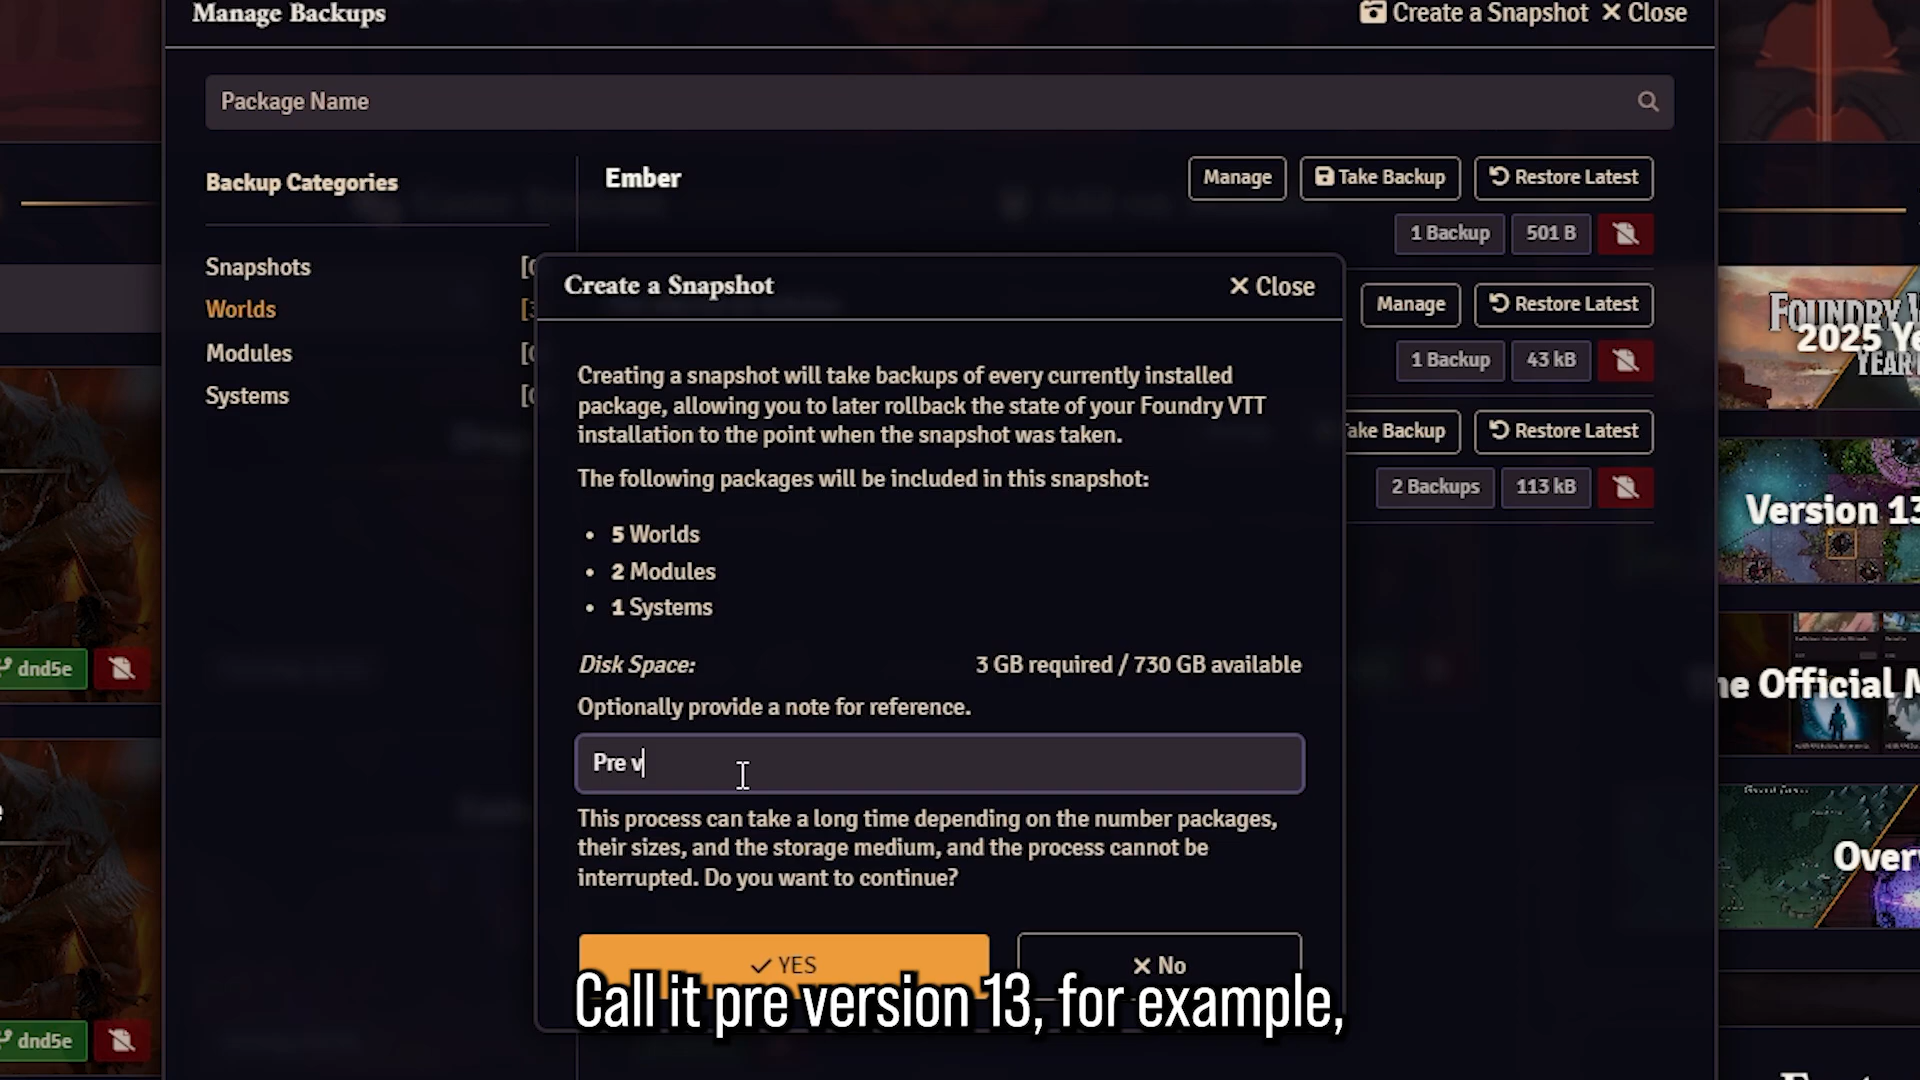 Manage Backups
Create a Snapshot
Close
Package Name
Backup Categories
Snapshots
Worlds
Modules
Systems
Ember
Manage
Take Backup
Restore Latest
1 Backup
501 B
Manage
Restore Latest
1 Backup
43 kB
Take Backup
Restore Latest
2 Backups
113 kB
Create a Snapshot
Close
Creating a snapshot will take backups of every currently installed
package, allowing you to later rollback the state of your Foundry VTT
installation to the point when the snapshot was taken.
The following packages will be included in this snapshot:
• 5 Worlds
• 2 Modules
• 1 Systems
Disk Space:
3 GB required / 730 GB available
Optionally provide a note for reference.
Pre v
This process can take a long time depending on the number packages,
their sizes, and the storage medium, and the process cannot be
interrupted. Do you want to continue?
YES
No
Call it pre version 13, for example,
dnd5e
dnd5e
FOUNDRY
2025
YEAR
Version 13
Official